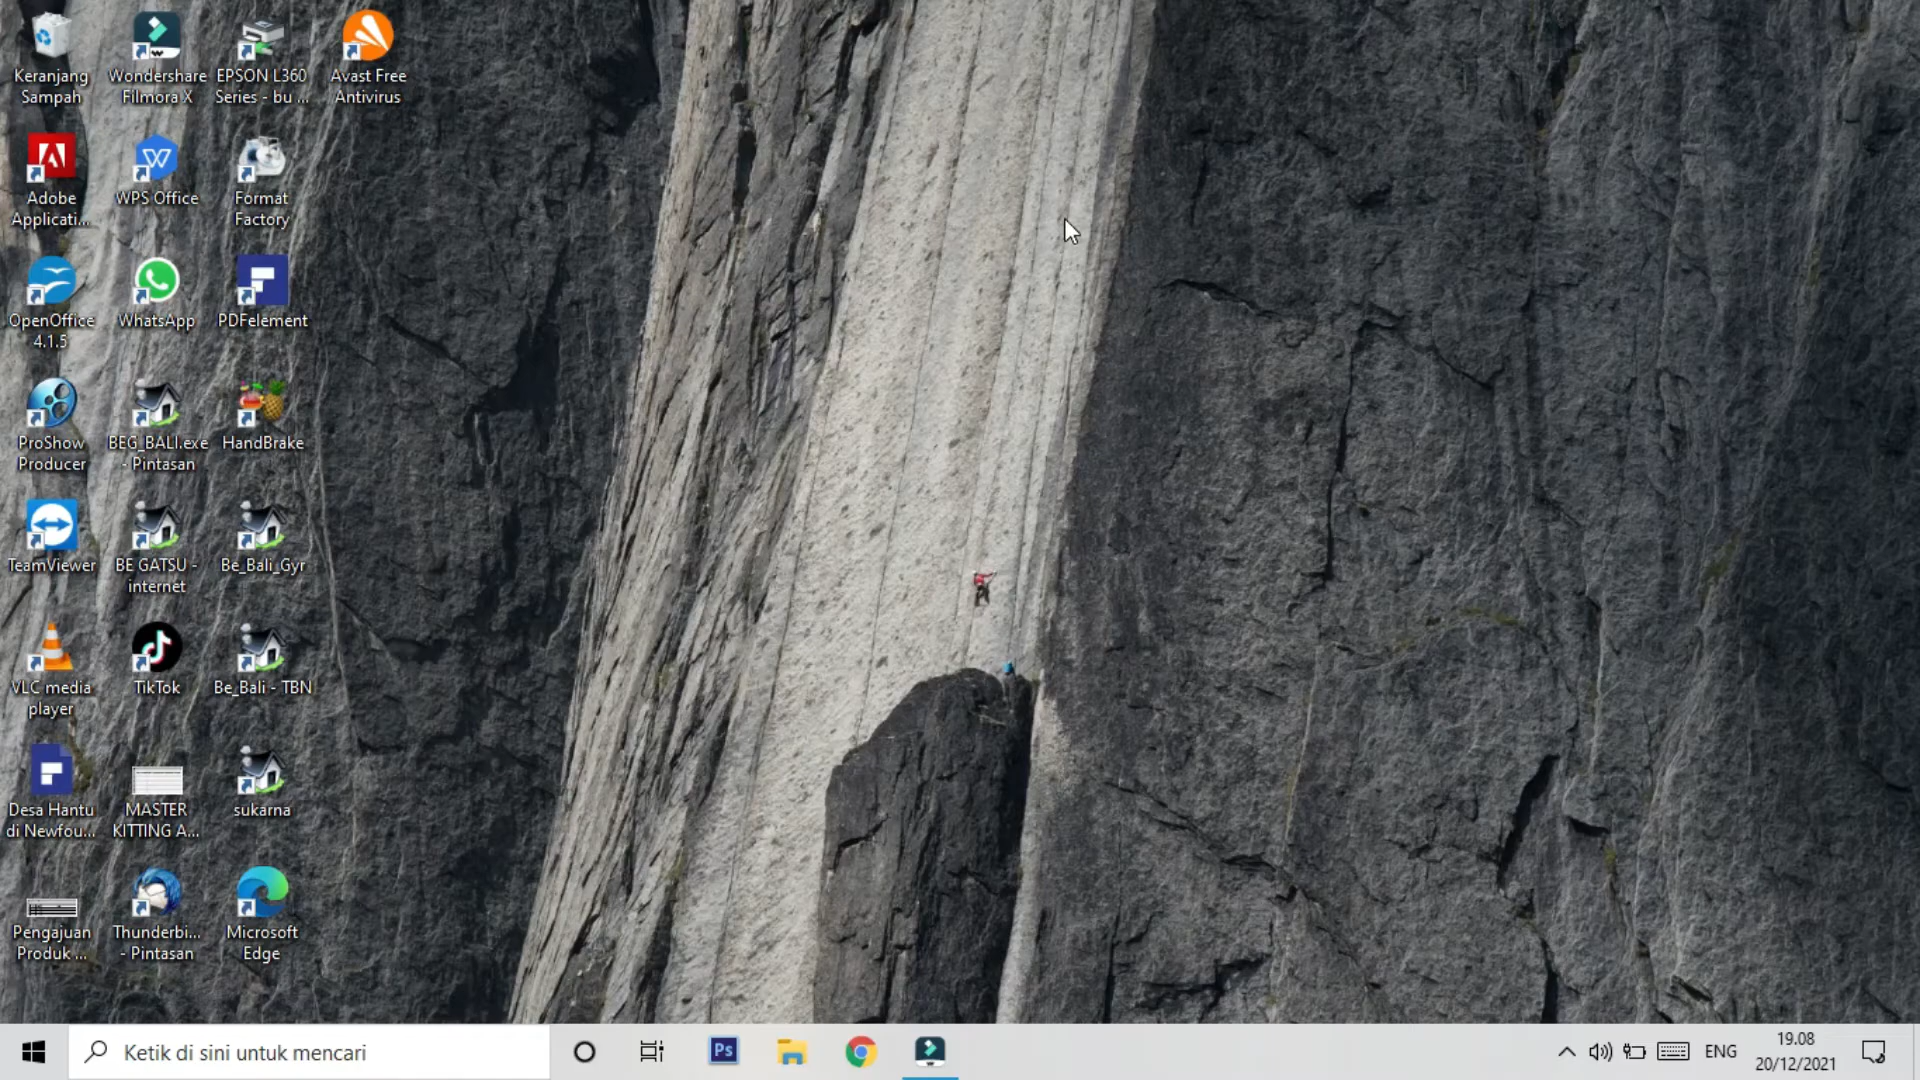 Keranjang
Sampah
Wondershare
Filmora X
EPSON L360
Series - bu ...
Avast Free
Antivirus
Adobe
Applicati...
WPS Office
Format
Factory
OpenOffice
4.1.5
WhatsApp
PDFelement
ProShow
Producer
BEG_BALI.exe
- Pintasan
HandBrake
TeamViewer
BE GATSU -
internet
Be_Bali_Gyr
VLC media
player
TikTok
Be_Bali - TBN
Desa Hantu
di Newfou...
MASTER
KITTING A...
sukarna
Pengajuan
Produk ...
Thunderbi...
- Pintasan
Microsoft
Edge
Ketik di sini untuk mencari
Ps
ENG
19.08
20/12/2021